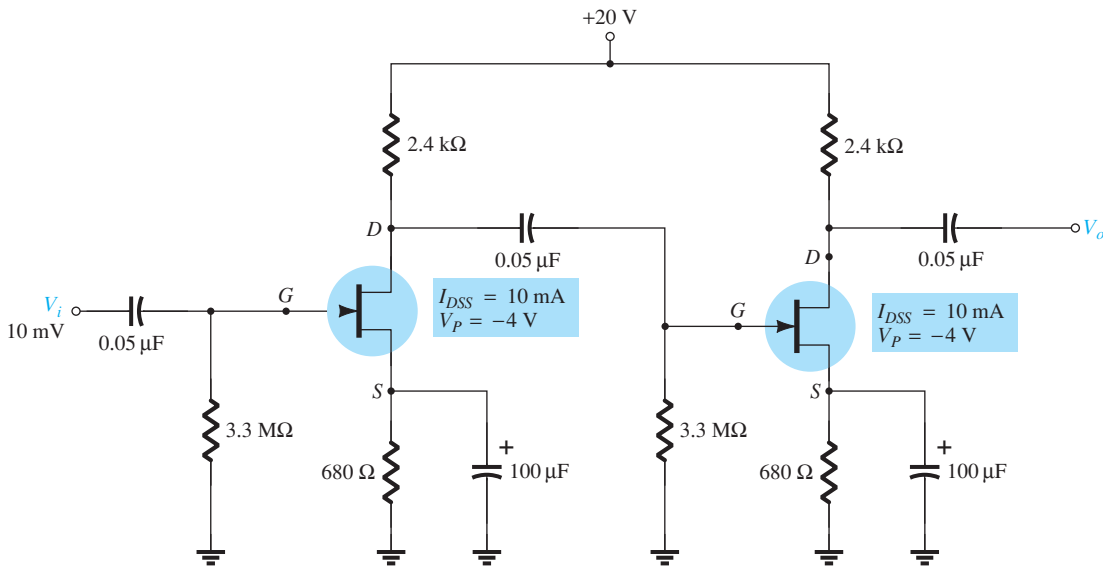 +20 V
2.4 kΩ
2.4 kΩ
D
0.05 μF
0.05 μF
V_o
D
V_i
10 mV
0.05 μF
G
I_DSS = 10 mA
V_P = −4 V
G
I_DSS = 10 mA
V_P = −4 V
S
S
3.3 MΩ
680 Ω
+
100 μF
3.3 MΩ
680 Ω
+
100 μF